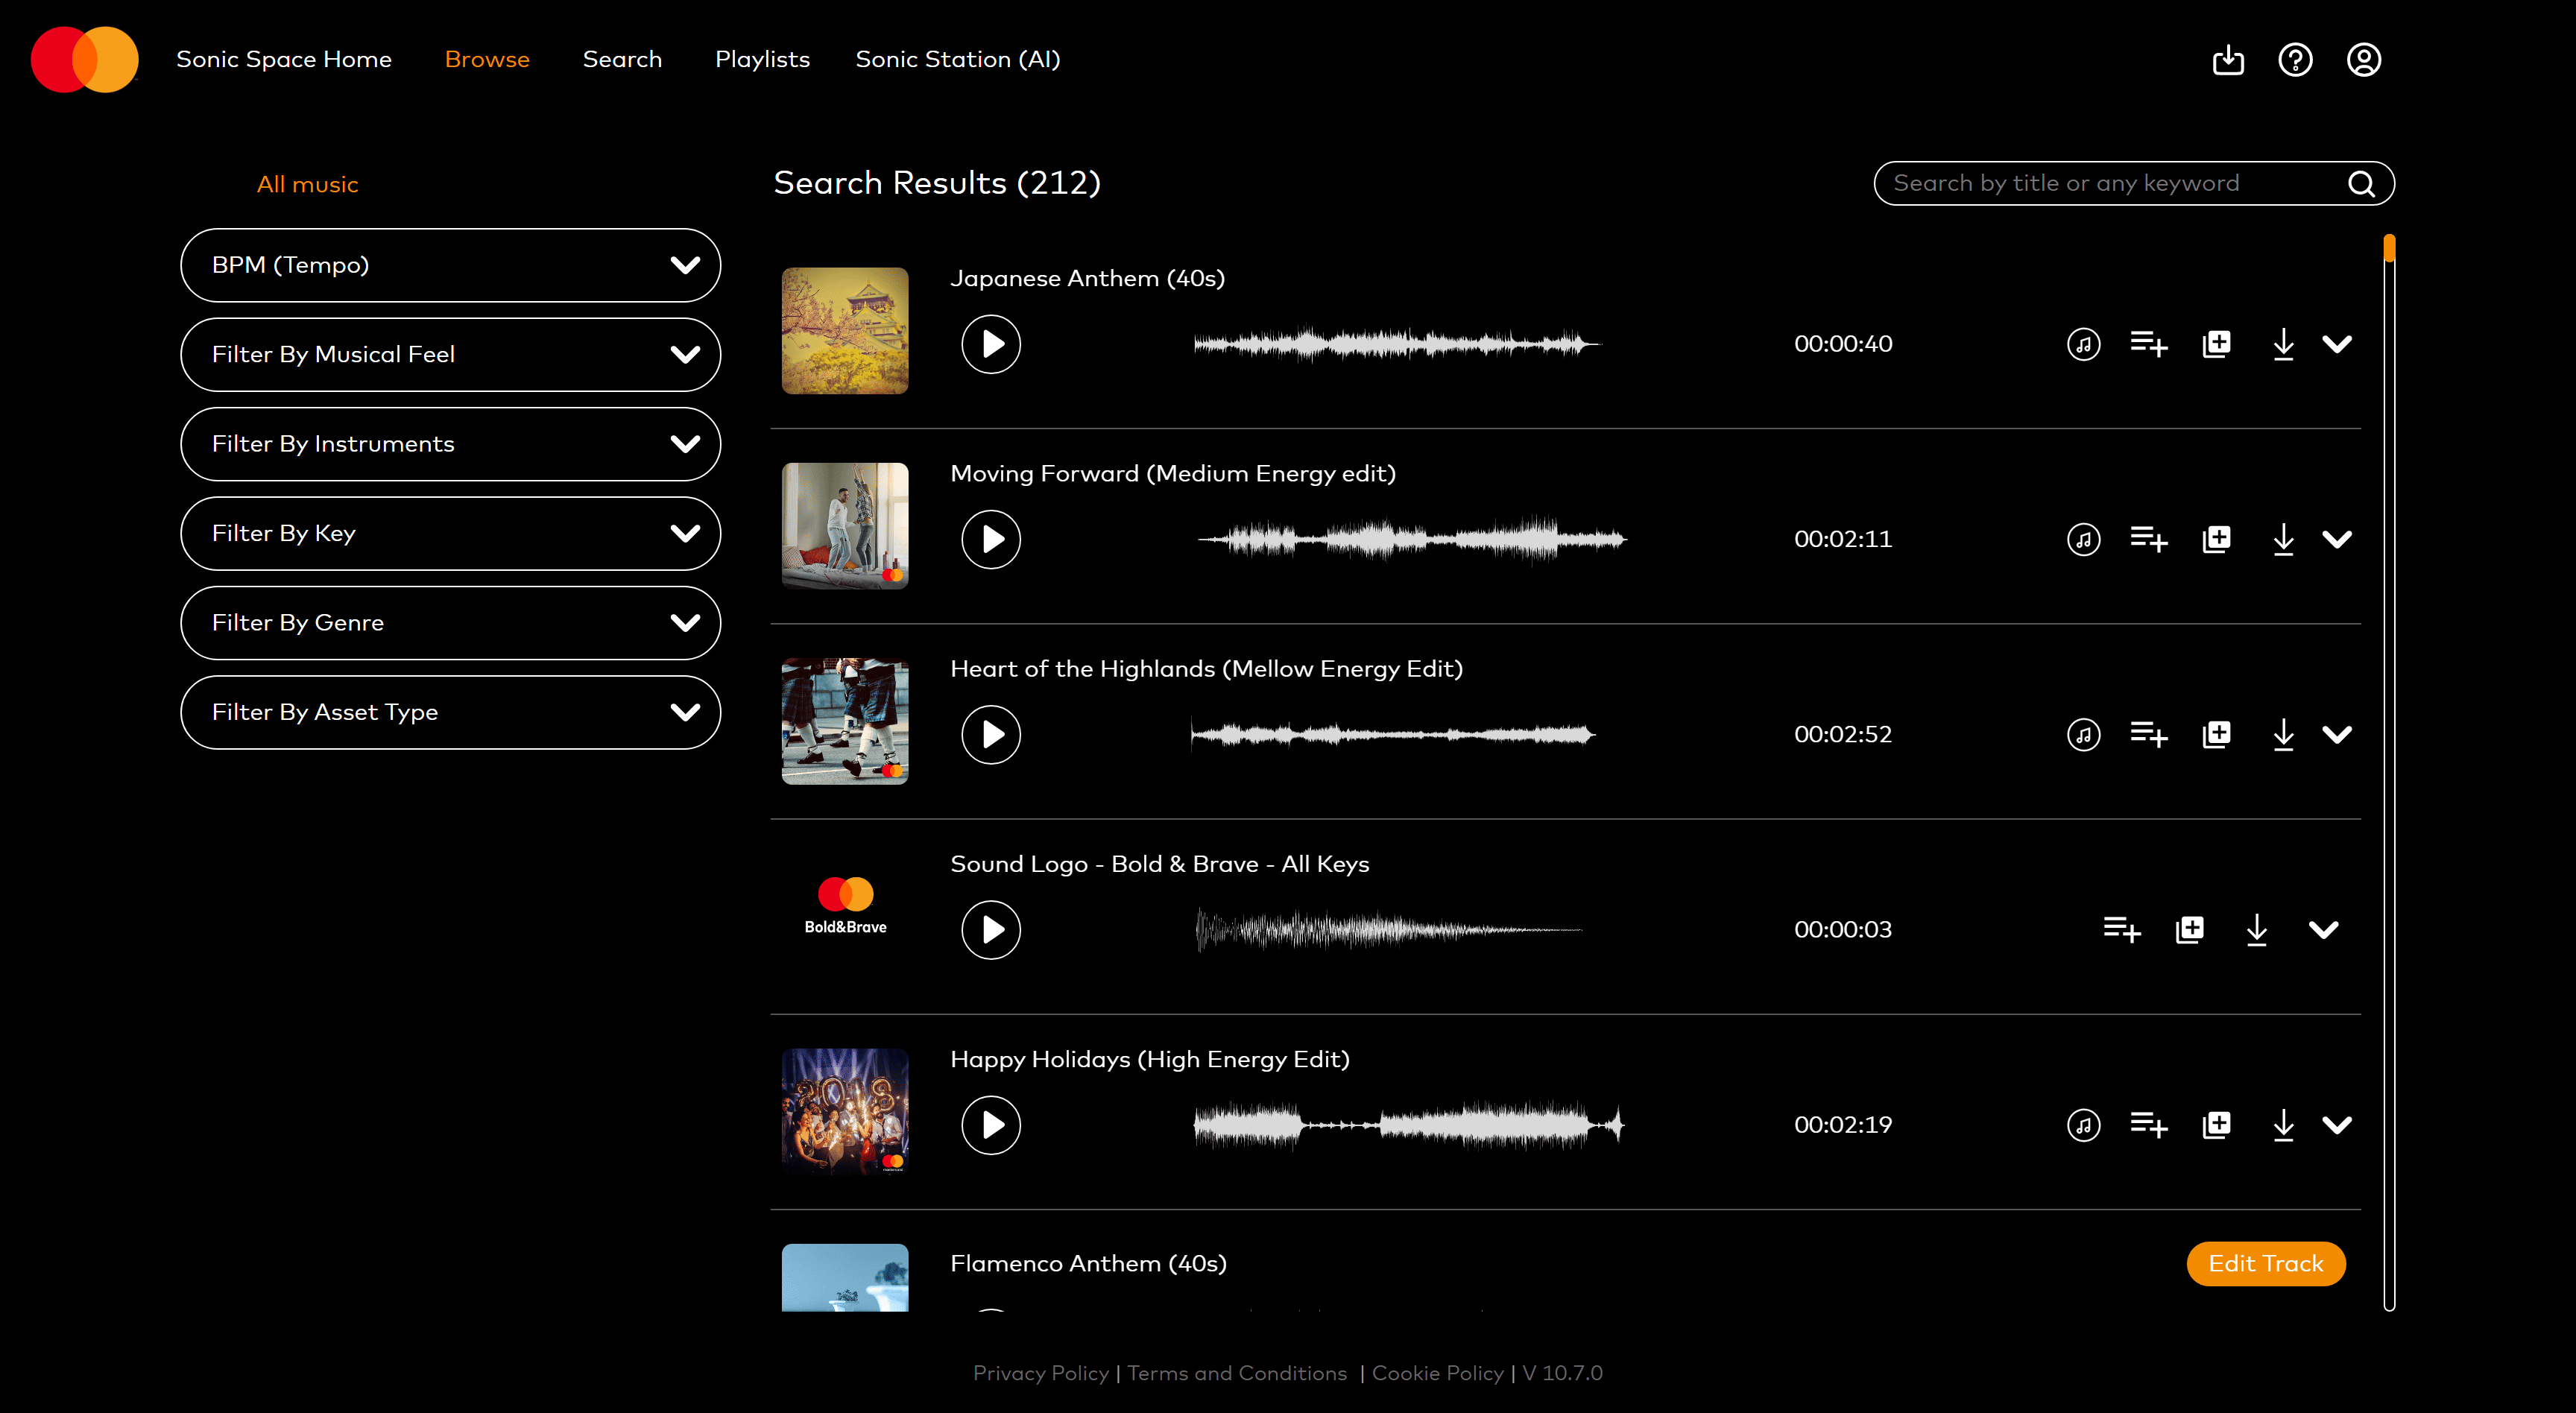 Sonic Space Home
Browse
Search
Playlists
Sonic Station (AI)
All music
BPM (Tempo)
Filter By Musical Feel
Filter By Instruments
Filter By Key
Filter By Genre
Filter By Asset Type
Search Results (212)
Search by title or any keyword
Japanese Anthem (40s)
00:00:40
Moving Forward (Medium Energy edit)
00:02:11
Heart of the Highlands (Mellow Energy Edit)
00:02:52
Sound Logo - Bold & Brave - All Keys
Bold&Brave
00:00:03
Happy Holidays (High Energy Edit)
2018
00:02:19
Flamenco Anthem (40s)
Edit Track
Privacy Policy | Terms and Conditions | Cookie Policy | V 10.7.0